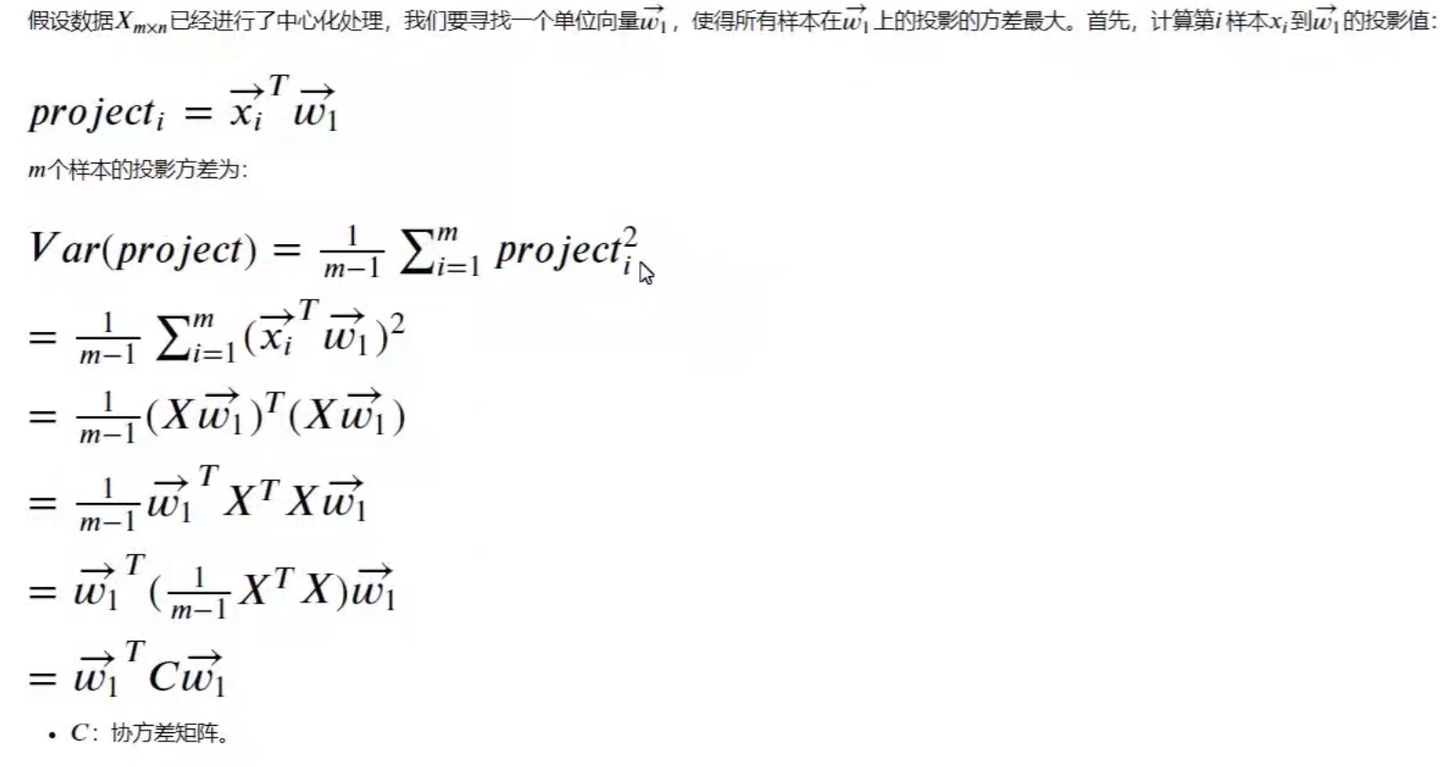 假设数据$X_{m \times n}$已经进行了中心化处理，我们要寻找一个单位向量$\overrightarrow{w_1}$，使得所有样本在$\overrightarrow{w_1}$上的投影的方差最大。首先，计算第$i$样本$x_i$到$\overrightarrow{w_1}$的投影值：
$project_i = \overrightarrow{x_i}^T \overrightarrow{w_1}$
$m$个样本的投影方差为：
$Var(project) = \frac{1}{m-1} \sum_{i=1}^{m} project_i^2$
$= \frac{1}{m-1} \sum_{i=1}^{m} (\overrightarrow{x_i}^T \overrightarrow{w_1})^2$
$= \frac{1}{m-1} (X\overrightarrow{w_1})^T (X\overrightarrow{w_1})$
$= \frac{1}{m-1} \overrightarrow{w_1}^T X^T X \overrightarrow{w_1}$
$= \overrightarrow{w_1}^T (\frac{1}{m-1} X^T X) \overrightarrow{w_1}$
$= \overrightarrow{w_1}^T C \overrightarrow{w_1}$
• $C$：协方差矩阵。